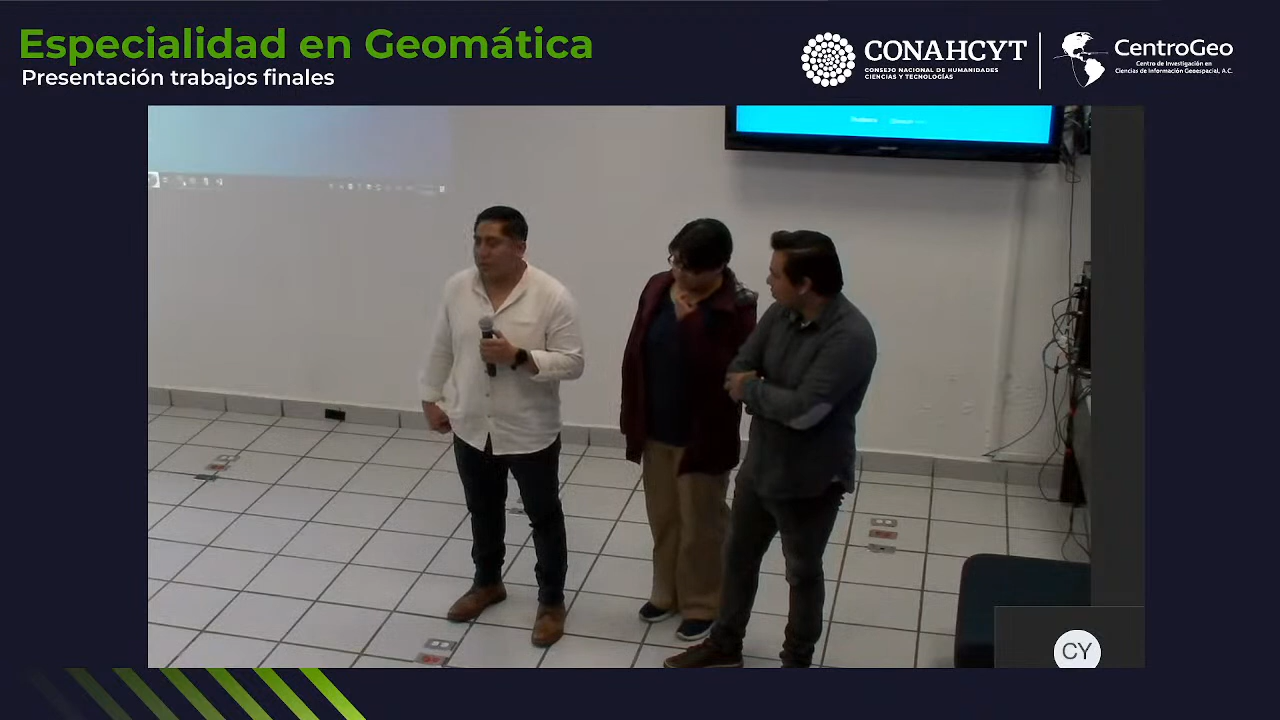 Especialidad en Geomática
Presentación trabajos finales
CONAHCYT
CONSEJO NACIONAL DE HUMANIDADES
CIENCIAS Y TECNOLOGÍAS
CentroGeo
Centro de Investigación en
Ciencias de Información Geoespacial, A.C.
CY